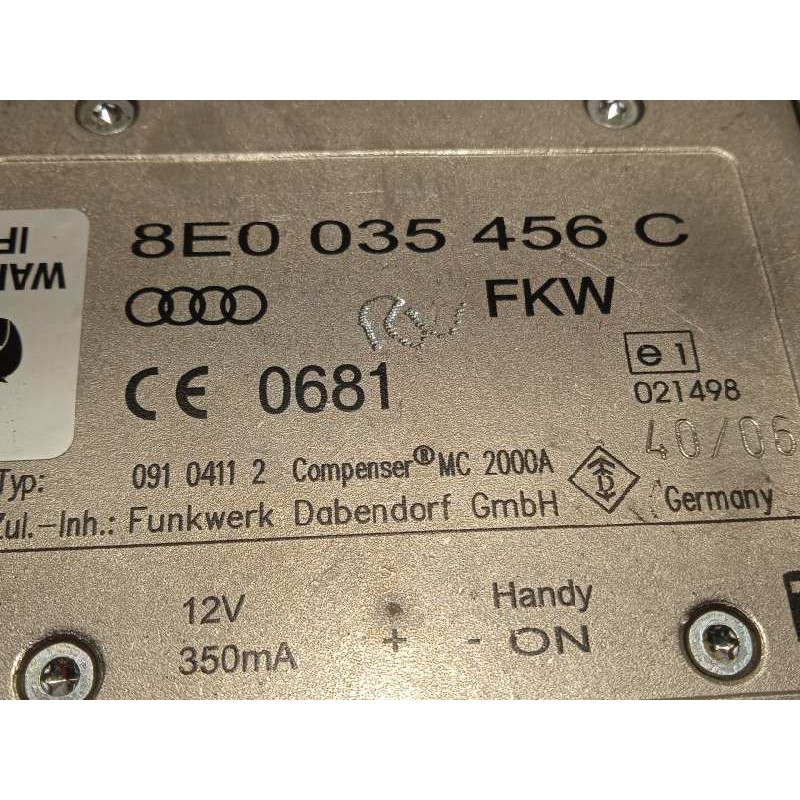 8E0 035 456 C
FKW
CE 0681
e1
021498
40/06
Typ: 091 0411 2 Compenser® MC 2000A
Zul.-Inh.: Funkwerk Dabendorf GmbH
Germany
12V
350mA
+ -
Handy
ON